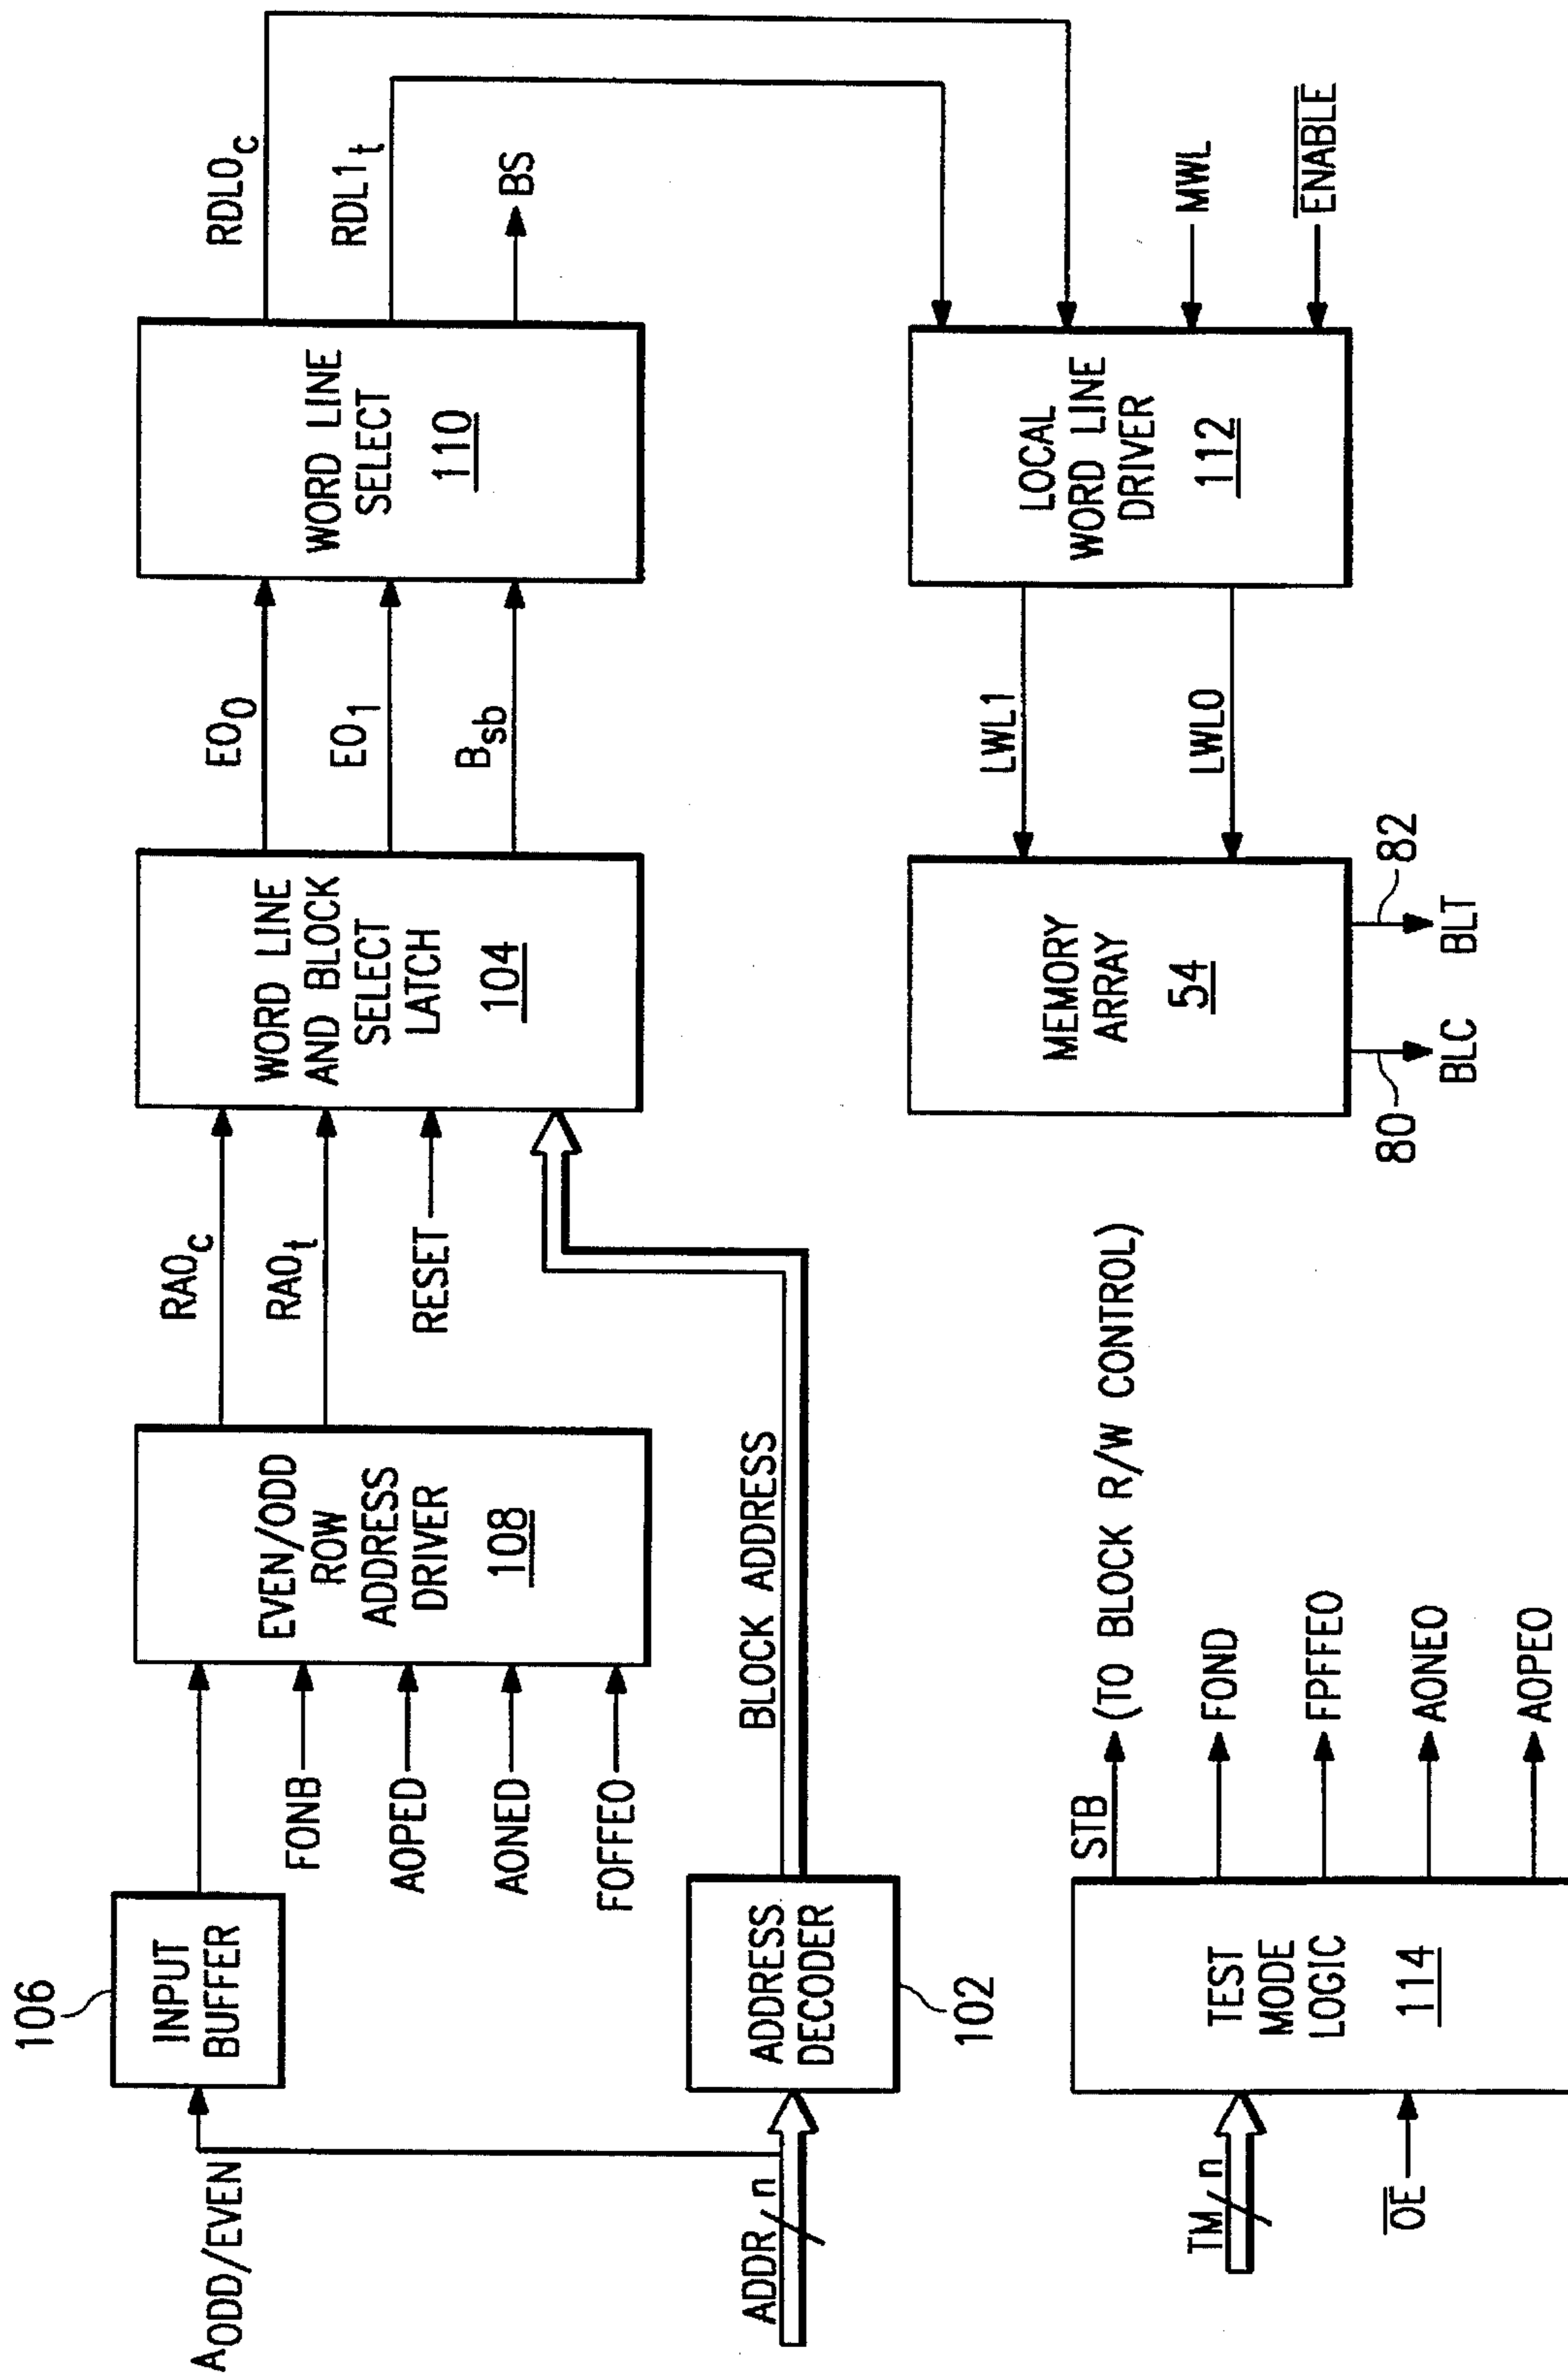 A ODD/EVEN
106
INPUT
BUFFER
FONB
AOPED
AONED
FOFFEO
EVEN/ODD
ROW
ADDRESS
DRIVER
108
RA0c
RA0t
RESET
WORD LINE
AND BLOCK
SELECT
LATCH
104
EO0
EO1
Bsb
WORD LINE
SELECT
110
RDL0c
RDL1t
BS
ADDR/n
ADDRESS
DECODER
102
BLOCK ADDRESS
MEMORY
ARRAY
54
80
BLC
82
BLT
LWL1
LWL0
LOCAL
WORD LINE
DRIVER
112
MWL
ENABLE
TM/n
OE
TEST
MODE
LOGIC
114
STB
(TO BLOCK R/W CONTROL)
FOND
FPFFEO
AONEO
AOPEO